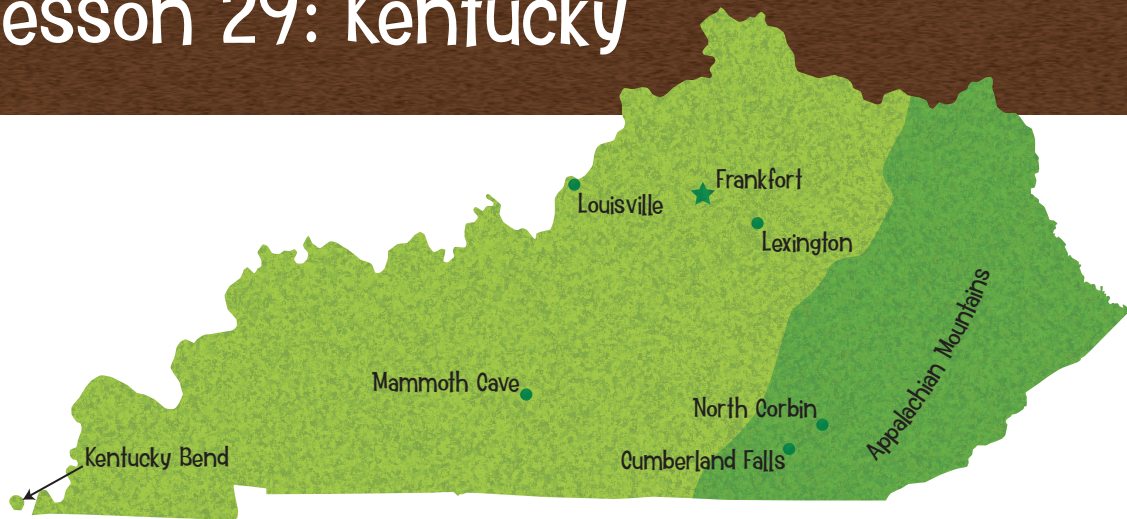 esson 29: Kentucky
Frankfort
Louisville
Lexington
Appalachian Mountains
Mammoth Cave
North Corbin
Kentucky Bend
Cumberland Falls